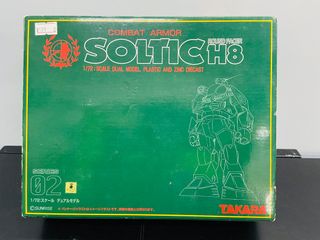 COMBAT ARMOR
ROUND FACER
SOLTIC H8
1/72 SCALE DUAL MODEL, PLASTIC AND ZINC DIECAST
02
1/72スケール デュアルモデル
TAKARA
©SUNRISE